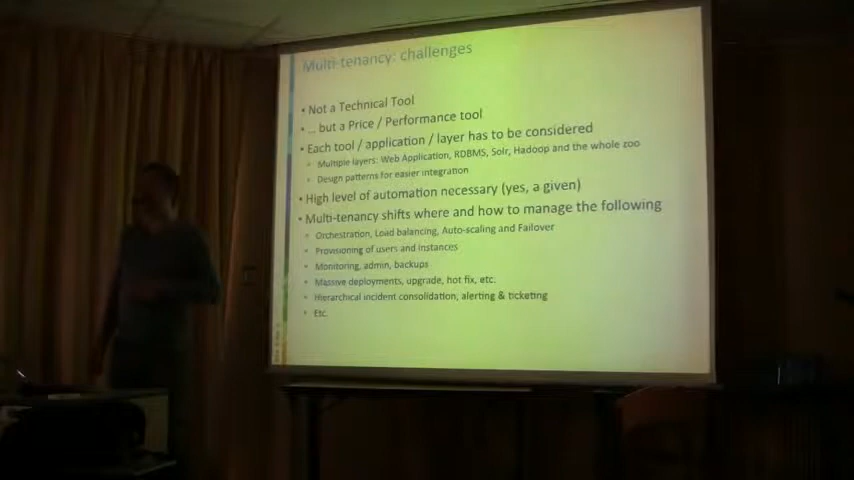 Multi-tenancy: challenges
• Not a Technical Tool
• ... but a Price / Performance tool
• Each tool / application / layer has to be considered
• Multiple layers: Web Application, RDBMS, Solr, Hadoop and the whole zoo
• Design patterns for easier integration
• High level of automation necessary (yes, a given)
• Multi-tenancy shifts where and how to manage the following
• Orchestration, Load balancing, Auto-scaling and Failover
• Provisioning of users and instances
• Monitoring, admin, backups
• Massive deployments, upgrade, hot fix, etc.
• Hierarchical incident consolidation, alerting & ticketing
• Etc.